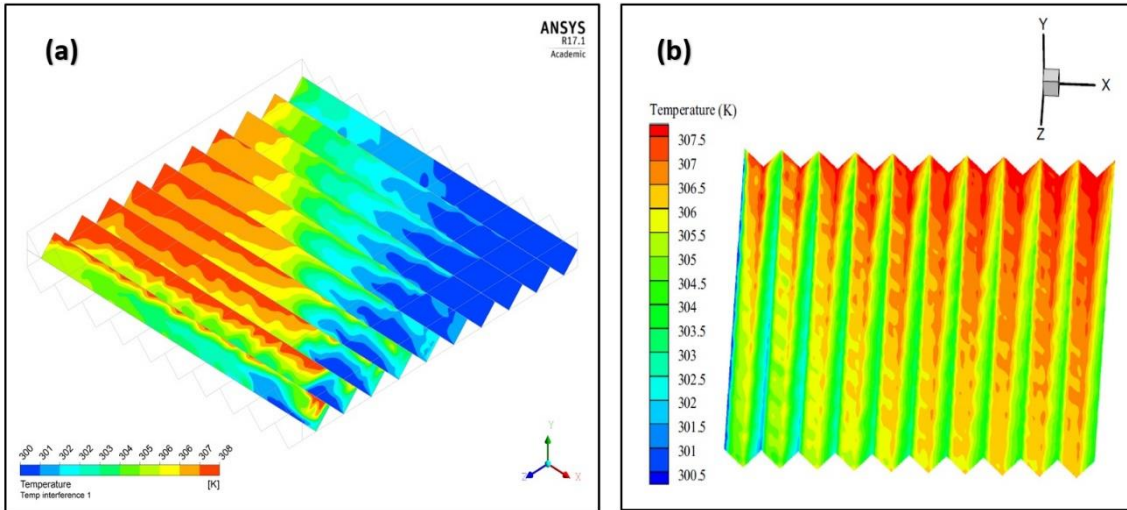 (a)
ANSYS
R17.1
Academic
300 301 302 302 303 304 305 306 306 307 308
Temperature [K]
Temp interference 1
Y
Z X
(b)
Y
X
Z
Temperature (K)
307.5
307
306.5
306
305.5
305
304.5
304
303.5
303
302.5
302
301.5
301
300.5